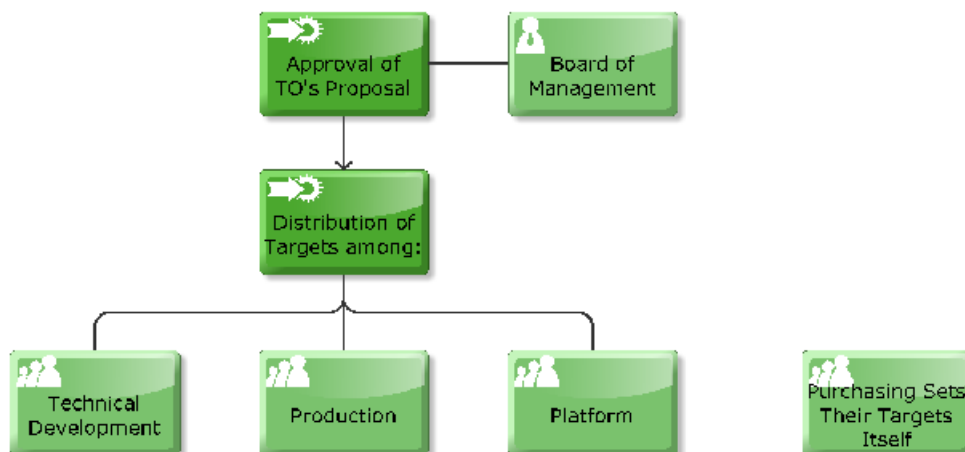 Approval of
TO's Proposal
Board of
Management
Distribution of
Targets among:
Technical
Development
Production
Platform
Purchasing Sets
Their Targets
Itself